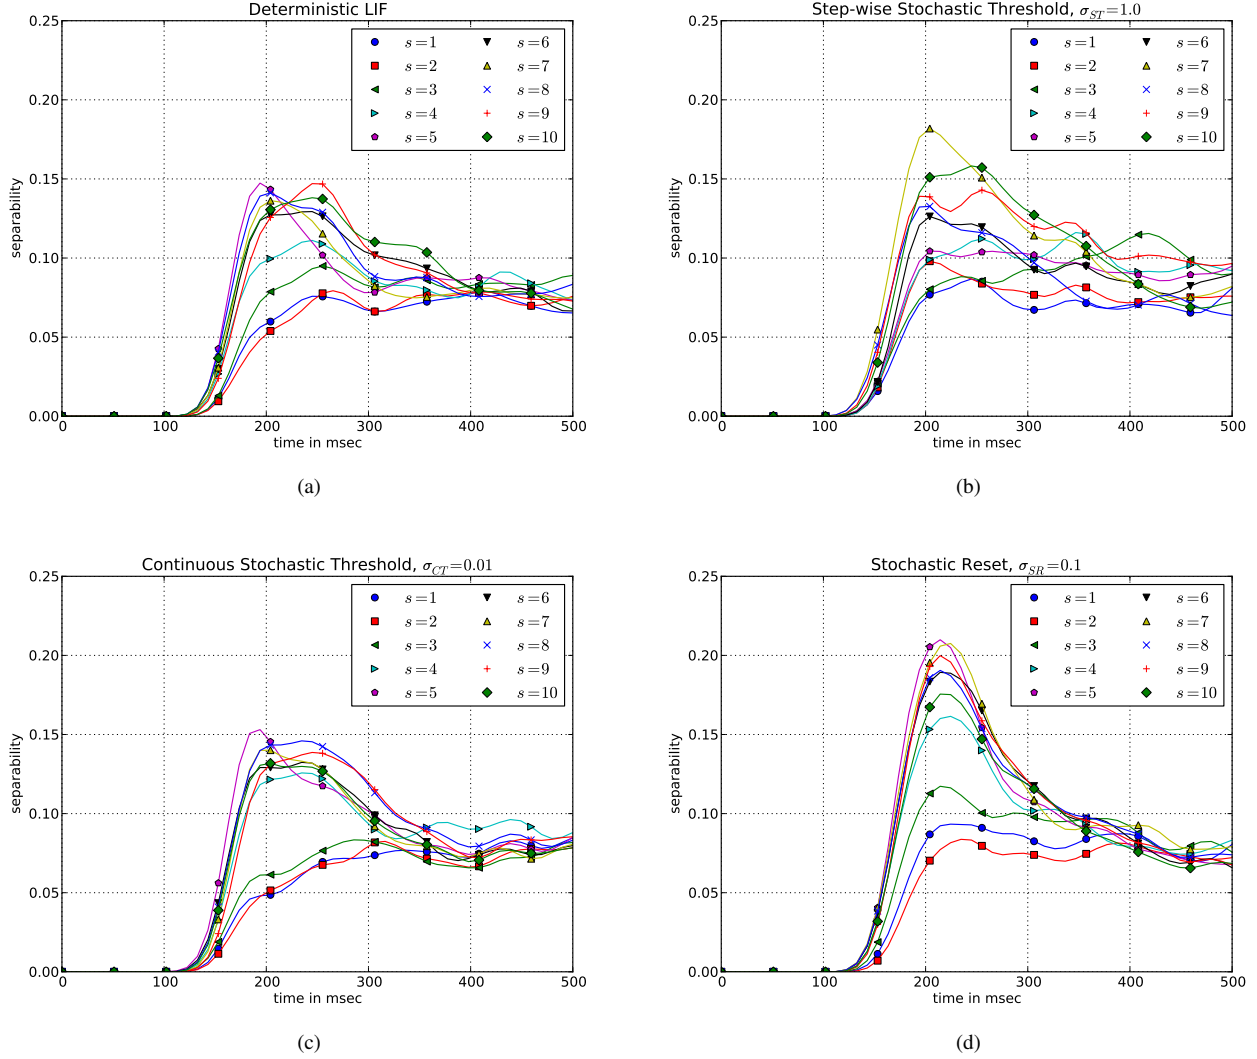 Deterministic LIF
0.25
0.20
0.15
0.10
0.05
0.00
separability
s=1
s=2
s=3
s=4
s=5
s=6
s=7
s=8
s=9
s=10
0 100 200 300 400 500
time in msec
(a)
Step-wise Stochastic Threshold, σST=1.0
0.25
0.20
0.15
0.10
0.05
0.00
separability
s=1
s=2
s=3
s=4
s=5
s=6
s=7
s=8
s=9
s=10
0 100 200 300 400 500
time in msec
(b)
Continuous Stochastic Threshold, σCT=0.01
0.25
0.20
0.15
0.10
0.05
0.00
separability
s=1
s=2
s=3
s=4
s=5
s=6
s=7
s=8
s=9
s=10
0 100 200 300 400 500
time in msec
(c)
Stochastic Reset, σSR=0.1
0.25
0.20
0.15
0.10
0.05
0.00
separability
s=1
s=2
s=3
s=4
s=5
s=6
s=7
s=8
s=9
s=10
0 100 200 300 400 500
time in msec
(d)